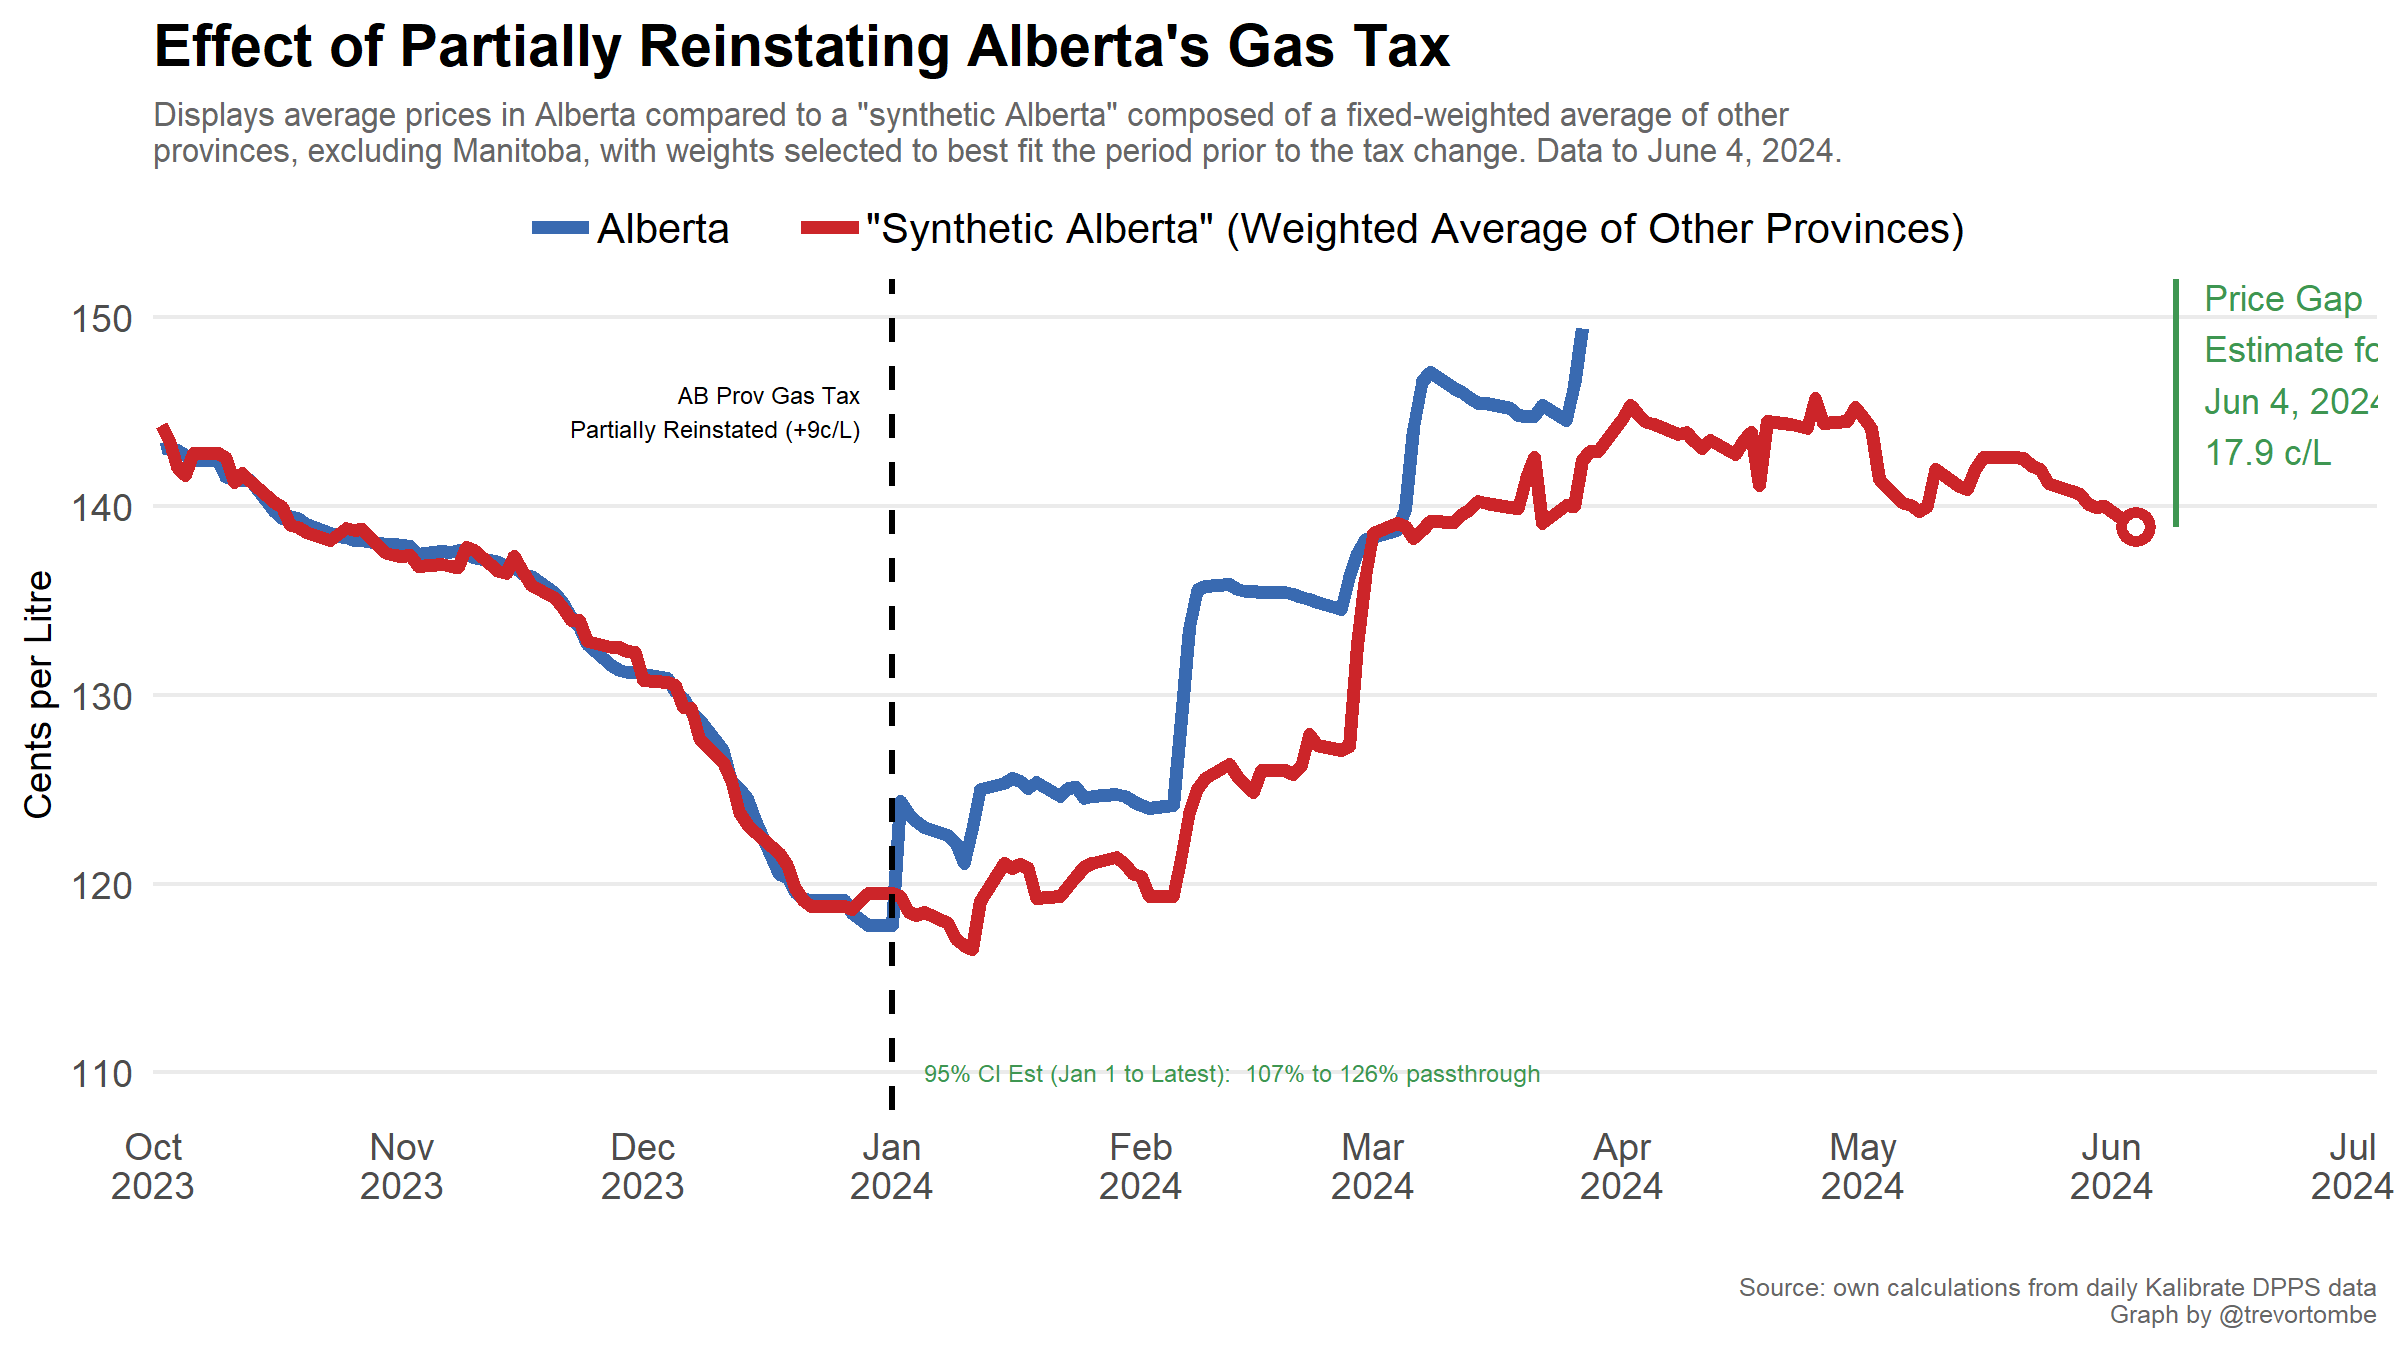 Effect of Partially Reinstating Alberta's Gas Tax
Displays average prices in Alberta compared to a "synthetic Alberta" composed of a fixed-weighted average of other
provinces, excluding Manitoba, with weights selected to best fit the period prior to the tax change. Data to June 4, 2024.
Alberta
"Synthetic Alberta" (Weighted Average of Other Provinces)
Price Gap
Estimate fo
Jun 4, 2024
17.9 c/L
AB Prov Gas Tax
Partially Reinstated (+9c/L)
Cents per Litre
150
140
130
120
110
95% CI Est (Jan 1 to Latest): 107% to 126% passthrough
Oct 2023
Nov 2023
Dec 2023
Jan 2024
Feb 2024
Mar 2024
Apr 2024
May 2024
Jun 2024
Jul 2024
Source: own calculations from daily Kalibrate DPPS data
Graph by @trevortombe